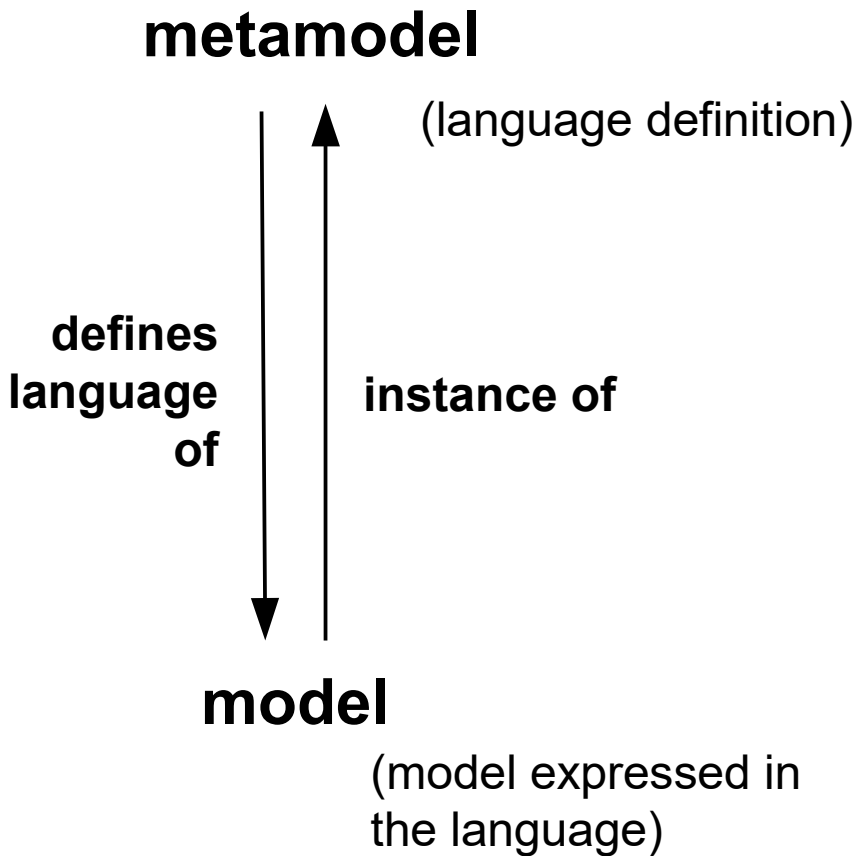 metamodel
(language definition)
defines
language
of
instance of
model
(model expressed in
the language)